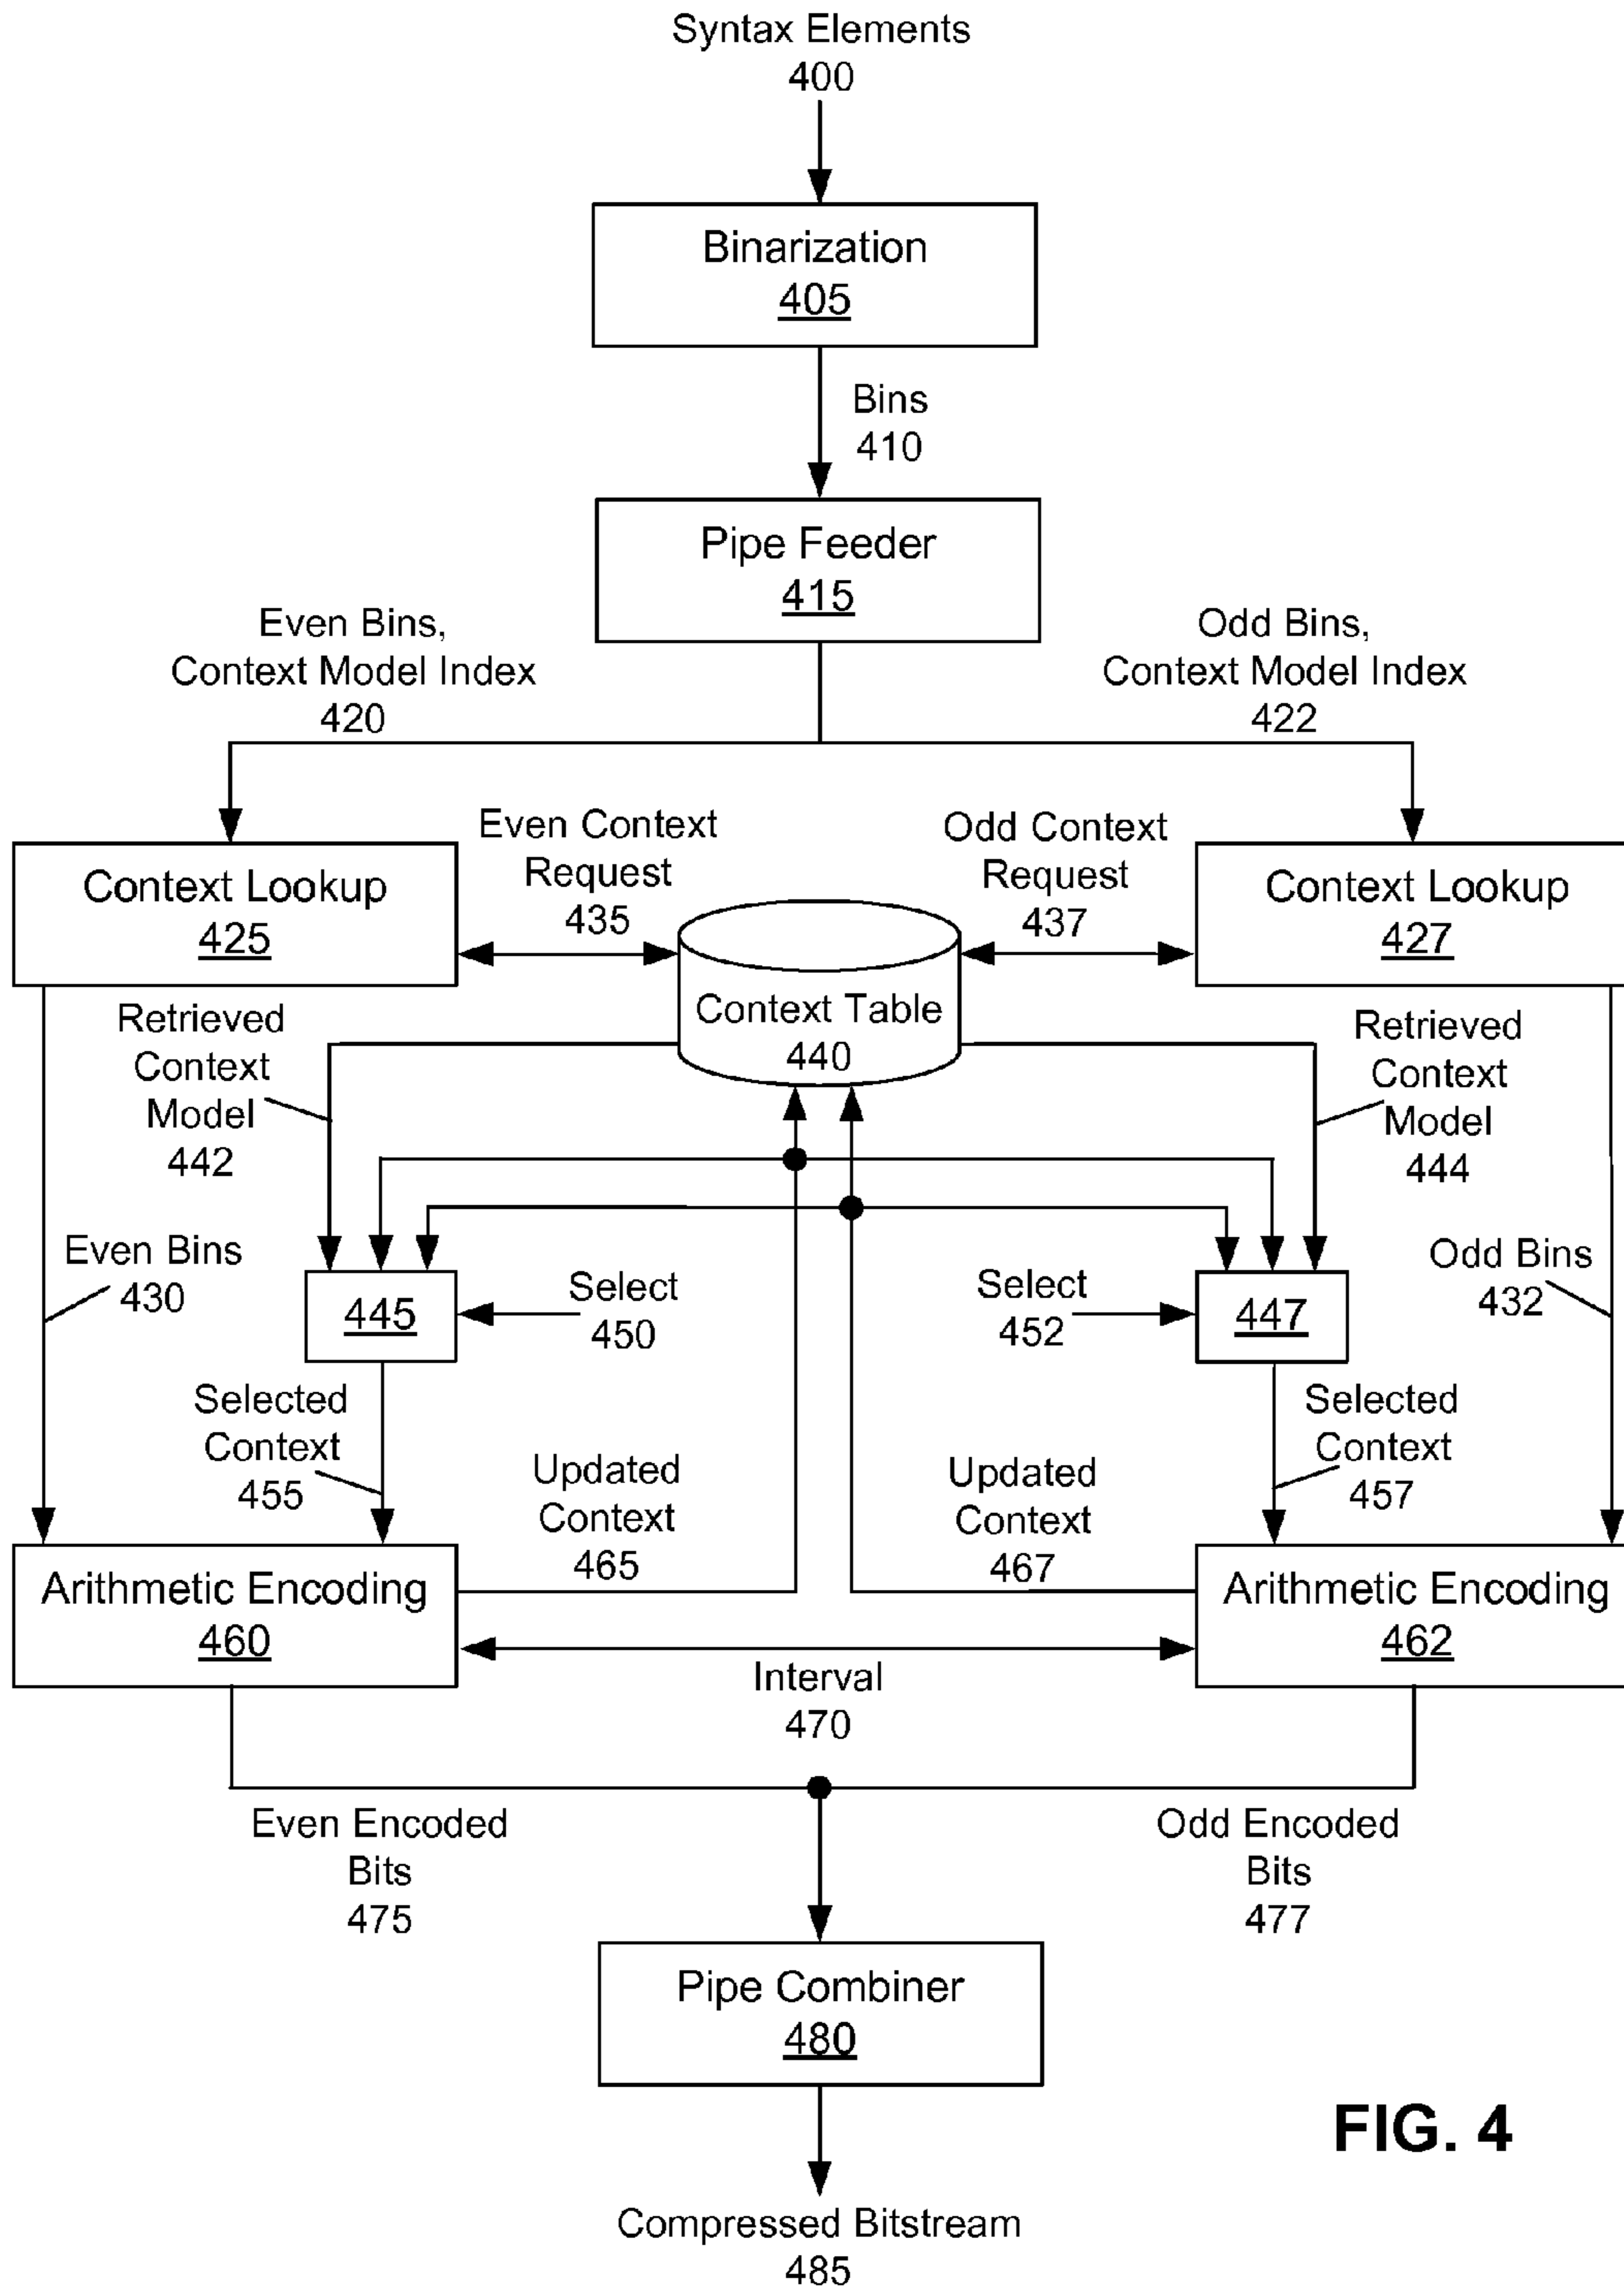 Syntax Elements
400
Binarization
405
Bins
410
Pipe Feeder
415
Even Bins,
Context Model Index
420
Odd Bins,
Context Model Index
422
Context Lookup
425
Even Context
Request
435
Odd Context
Request
437
Context Lookup
427
Context Table
440
Retrieved
Context
Model
442
Retrieved
Context
Model
444
Even Bins
430
445
Select
450
Select
452
447
Odd Bins
432
Selected
Context
455
Updated
Context
465
Updated
Context
467
Selected
Context
457
Arithmetic Encoding
460
Arithmetic Encoding
462
Interval
470
Even Encoded
Bits
475
Odd Encoded
Bits
477
Pipe Combiner
480
FIG. 4
Compressed Bitstream
485